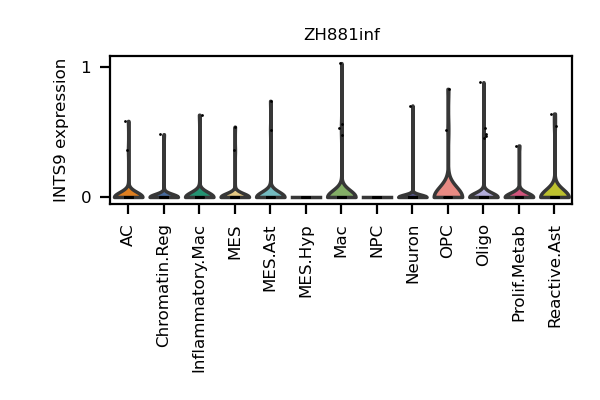 ZH881inf
INTS9 expression
1
0
AC
Chromatin.Reg
Inflammatory.Mac
MES
MES.Ast
MES.Hyp
Mac
NPC
Neuron
OPC
Oligo
Prolif.Metab
Reactive.Ast